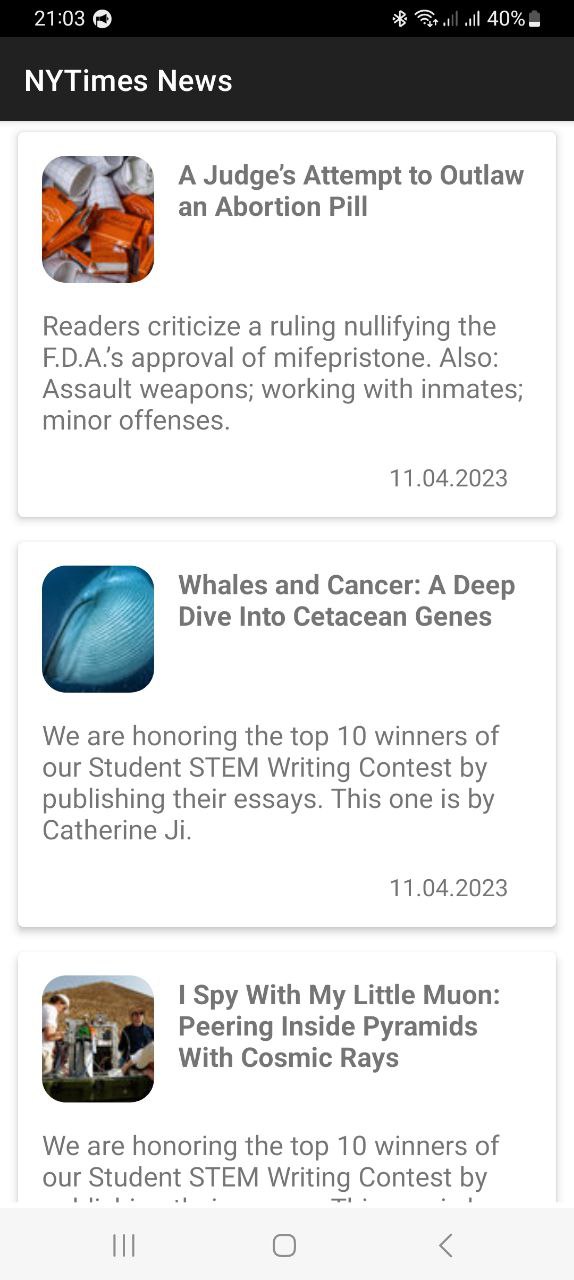 21:03 40%
NYTimes News
A Judge’s Attempt to Outlaw
an Abortion Pill
Readers criticize a ruling nullifying the
F.D.A.’s approval of mifepristone. Also:
Assault weapons; working with inmates;
minor offenses.
11.04.2023
Whales and Cancer: A Deep
Dive Into Cetacean Genes
We are honoring the top 10 winners of
our Student STEM Writing Contest by
publishing their essays. This one is by
Catherine Ji.
11.04.2023
I Spy With My Little Muon:
Peering Inside Pyramids
With Cosmic Rays
We are honoring the top 10 winners of
our Student STEM Writing Contest by